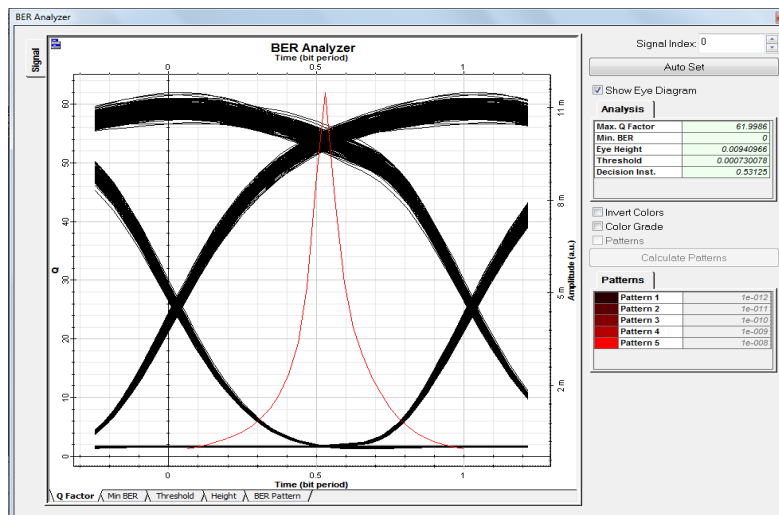 BER Analyzer
Signal Index: 0
Auto Set
Show Eye Diagram
Analysis
Max. Q Factor 61.9986
Min. BER 0
Eye Height 0.00940966
Threshold 0.000730078
Decision Inst. 0.53125
Invert Colors
Color Grade
Patterns
Calculate Patterns
Patterns
Pattern 1 1e-012
Pattern 2 1e-011
Pattern 3 1e-010
Pattern 4 1e-009
Pattern 5 1e-008
Signal
BER Analyzer
Time (bit period)
0 0.5 1
60
50
40
30
20
10
0
Q
11 m
8 m
5 m
2 m
Amplitude (a.u.)
0 0.5 1
Time (bit period)
Q Factor Min BER Threshold Height BER Pattern